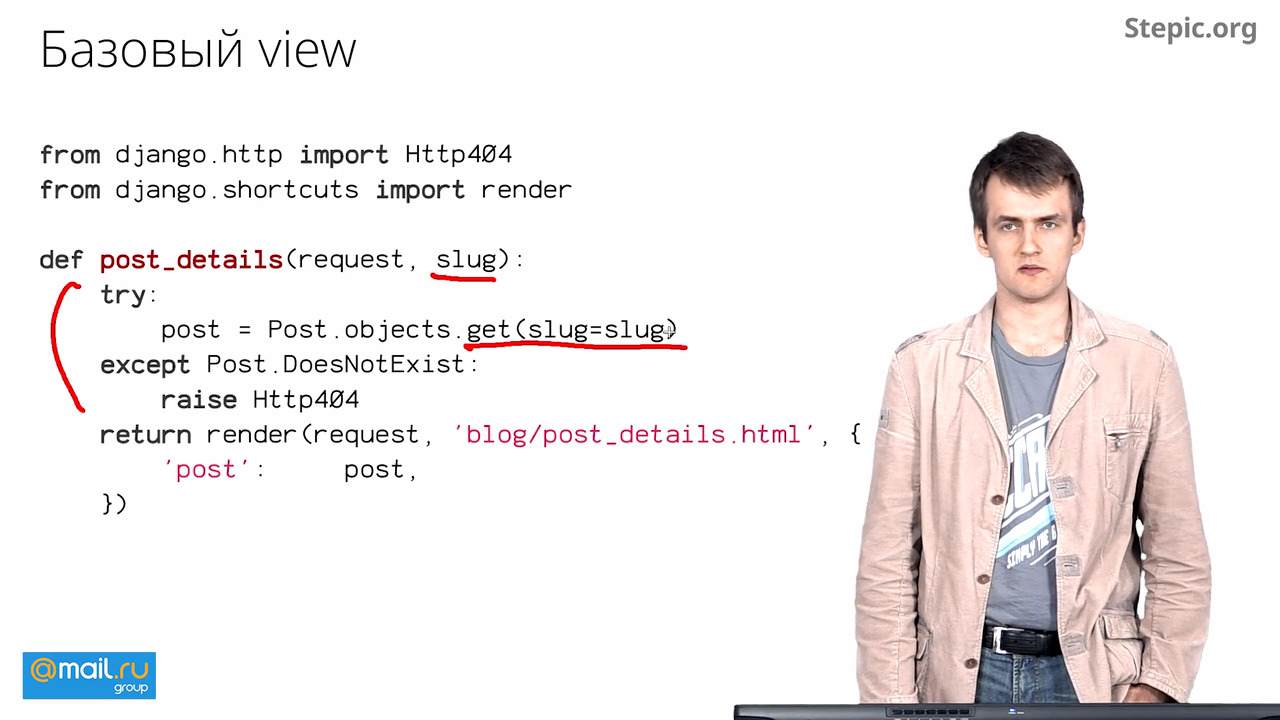 Базовый view
Stepic.org
from django.http import Http404
from django.shortcuts import render
def post_details(request, slug):
try:
post = Post.objects.get(slug=slug)
except Post.DoesNotExist:
raise Http404
return render(request, 'blog/post_details.html', {
'post': post,
})
SIMPLY THE
@mail.ru
group